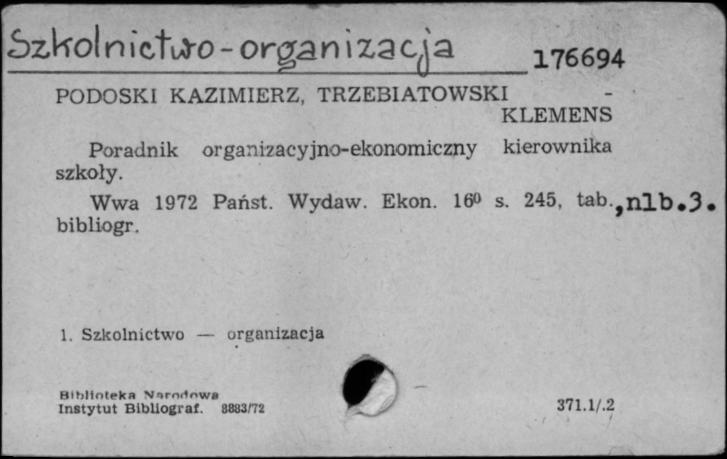 Szkolnictwo-organizacja
176694
PODOSKI KAZIMIERZ, TRZEBIATOWSKI -
KLEMENS
Poradnik organizacyjno-ekonomiczny kierownika
szkoły.
Wwa 1972 Państ. Wydaw. Ekon. 16⁰ s. 245, tab.,nlb.3.
bibliogr.
1. Szkolnictwo — organizacja
Biblioteka Narodowa
Instytut Bibliograf. 8883/72
371.1/.2